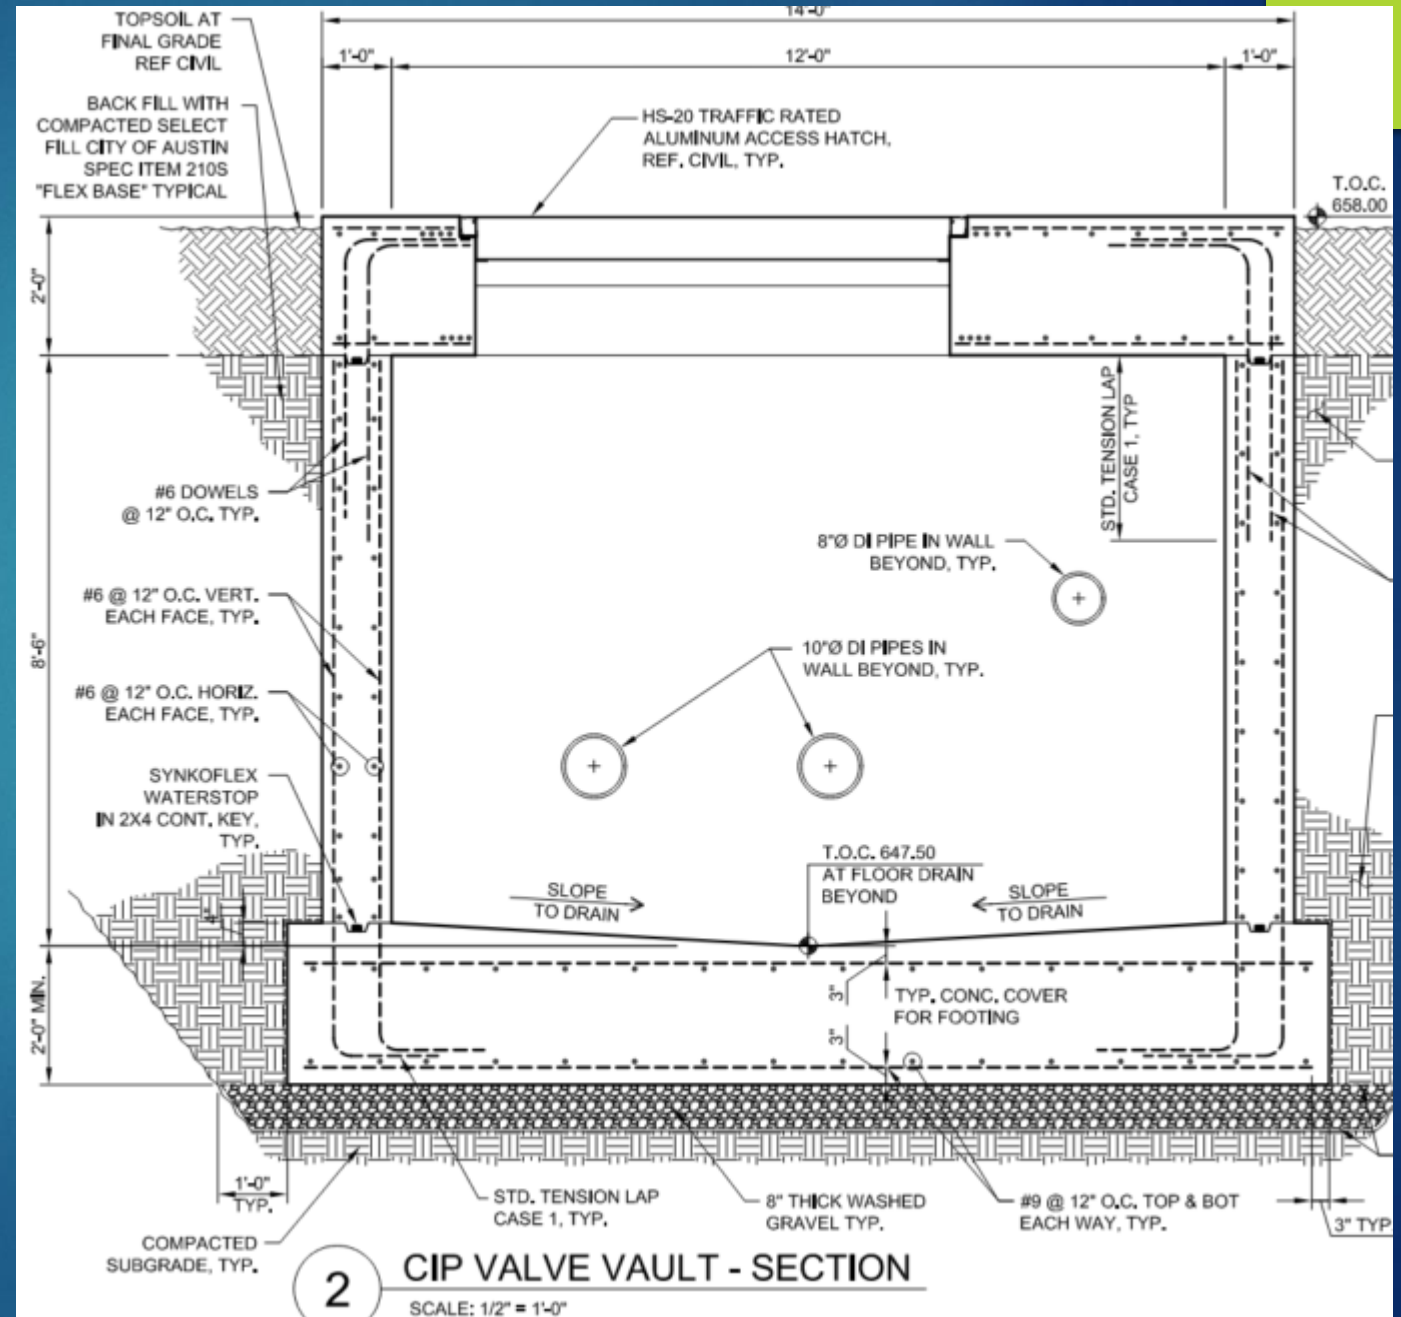 14'-0"
1'-0"
12'-0"
1'-0"
TOPSOIL AT
FINAL GRADE
REF CIVIL
BACK FILL WITH
COMPACTED SELECT
FILL CITY OF AUSTIN
SPEC ITEM 210S
"FLEX BASE" TYPICAL
HS-20 TRAFFIC RATED
ALUMINUM ACCESS HATCH,
REF. CIVIL, TYP.
T.O.C.
658.00
2'-0"
STD. TENSION LAP
CASE 1, TYP
#6 DOWELS
@ 12" O.C. TYP.
8"Ø DI PIPE IN WALL
BEYOND, TYP.
#6 @ 12" O.C. VERT.
EACH FACE, TYP.
8'-6"
10"Ø DI PIPES IN
WALL BEYOND, TYP.
#6 @ 12" O.C. HORIZ.
EACH FACE, TYP.
SYNKOFLEX
WATERSTOP
IN 2X4 CONT. KEY,
TYP.
T.O.C. 647.50
AT FLOOR DRAIN
BEYOND
SLOPE
TO DRAIN
SLOPE
TO DRAIN
4"
2'-0" MIN.
3"
3"
TYP. CONC. COVER
FOR FOOTING
1'-0"
TYP.
STD. TENSION LAP
CASE 1, TYP.
8" THICK WASHED
GRAVEL TYP.
#9 @ 12" O.C. TOP & BOT
EACH WAY, TYP.
3" TYP
COMPACTED
SUBGRADE, TYP.
2
CIP VALVE VAULT - SECTION
SCALE: 1/2" = 1'-0"